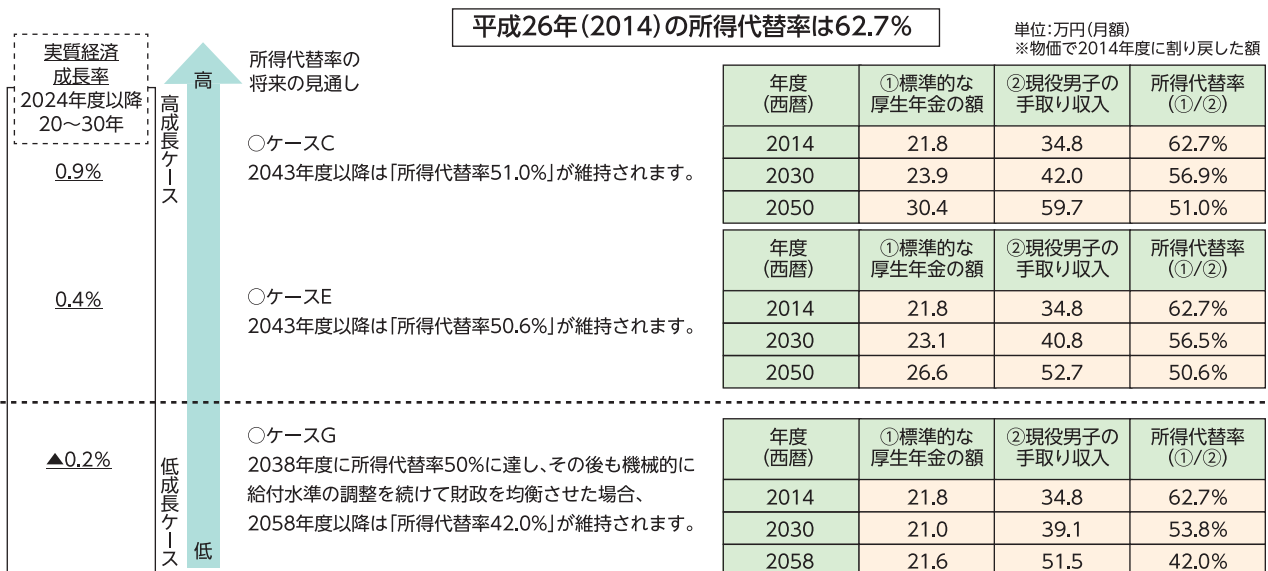 平成26年(2014)の所得代替率は62.7%
単位:万円(月額)
※物価で2014年度に割り戻した額
実質経済
成長率
2024年度以降
20~30年
高成長ケース
高
所得代替率の
将来の見通し
0.9%
○ケースC
2043年度以降は「所得代替率51.0%」が維持されます。
年度
(西暦)
①標準的な
厚生年金の額
②現役男子の
手取り収入
所得代替率
(①/②)
2014 21.8 34.8 62.7%
2030 23.9 42.0 56.9%
2050 30.4 59.7 51.0%
0.4%
○ケースE
2043年度以降は「所得代替率50.6%」が維持されます。
年度
(西暦)
①標準的な
厚生年金の額
②現役男子の
手取り収入
所得代替率
(①/②)
2014 21.8 34.8 62.7%
2030 23.1 40.8 56.5%
2050 26.6 52.7 50.6%
▲0.2%
低成長ケース
低
○ケースG
2038年度に所得代替率50%に達し、その後も機械的に
給付水準の調整を続けて財政を均衡させた場合、
2058年度以降は「所得代替率42.0%」が維持されます。
年度
(西暦)
①標準的な
厚生年金の額
②現役男子の
手取り収入
所得代替率
(①/②)
2014 21.8 34.8 62.7%
2030 21.0 39.1 53.8%
2058 21.6 51.5 42.0%